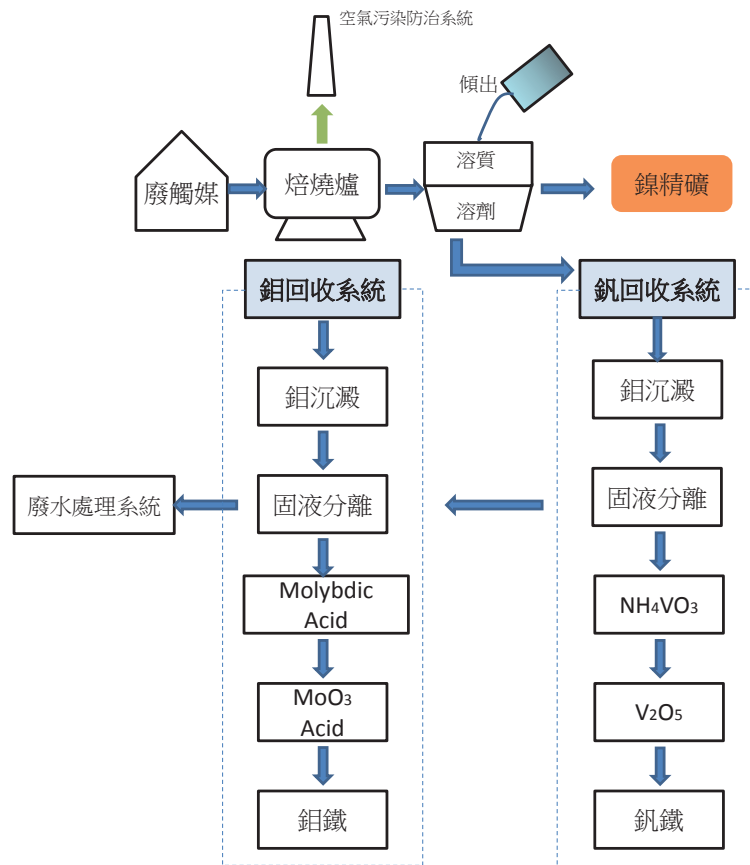 空氣污染防治系統
傾出
廢觸媒
焙燒爐
溶質
溶劑
鎳精礦
鉬回收系統
釩回收系統
鉬沉澱
鉬沉澱
廢水處理系統
固液分離
固液分離
Molybdic
Acid
NH4VO3
MoO3
Acid
V2O5
鉬鐵
釩鐵